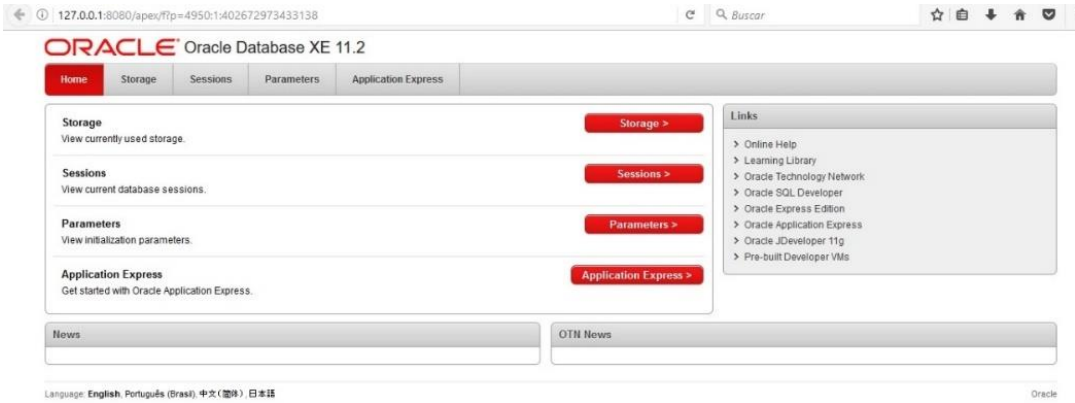 127.0.0.1:8080/apex/f?p=4950:1:402672973433138
Buscar
ORACLE Oracle Database XE 11.2
Home Storage Sessions Parameters Application Express
Storage
View currently used storage.
Storage >
Sessions
View current database sessions.
Sessions >
Parameters
View initialization parameters.
Parameters >
Application Express
Get started with Oracle Application Express.
Application Express >
Links
> Online Help
> Learning Library
> Oracle Technology Network
> Oracle SQL Developer
> Oracle Express Edition
> Oracle Application Express
> Oracle JDeveloper 11g
> Pre-built Developer VMs
News
OTN News
Language: English, Português (Brasil), 中文(简体), 日本語
Oracle